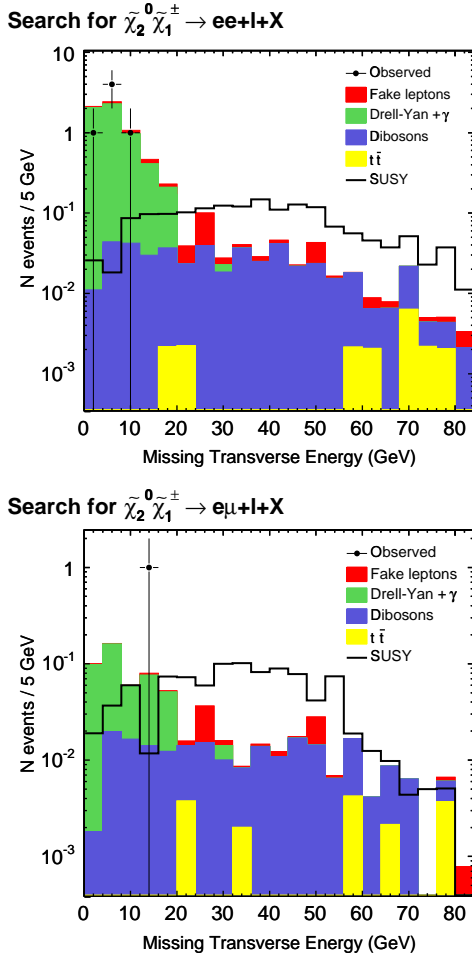 Search for χ̃₂⁰ χ̃₁± → ee+l+X
N events / 5 GeV
10
1
10⁻¹
10⁻²
10⁻³
Observed
Fake leptons
Drell-Yan + γ
Dibosons
t t̄
SUSY
0 10 20 30 40 50 60 70 80
Missing Transverse Energy (GeV)
Search for χ̃₂⁰ χ̃₁± → eμ+l+X
N events / 5 GeV
1
10⁻¹
10⁻²
10⁻³
Observed
Fake leptons
Drell-Yan + γ
Dibosons
t t̄
SUSY
0 10 20 30 40 50 60 70 80
Missing Transverse Energy (GeV)